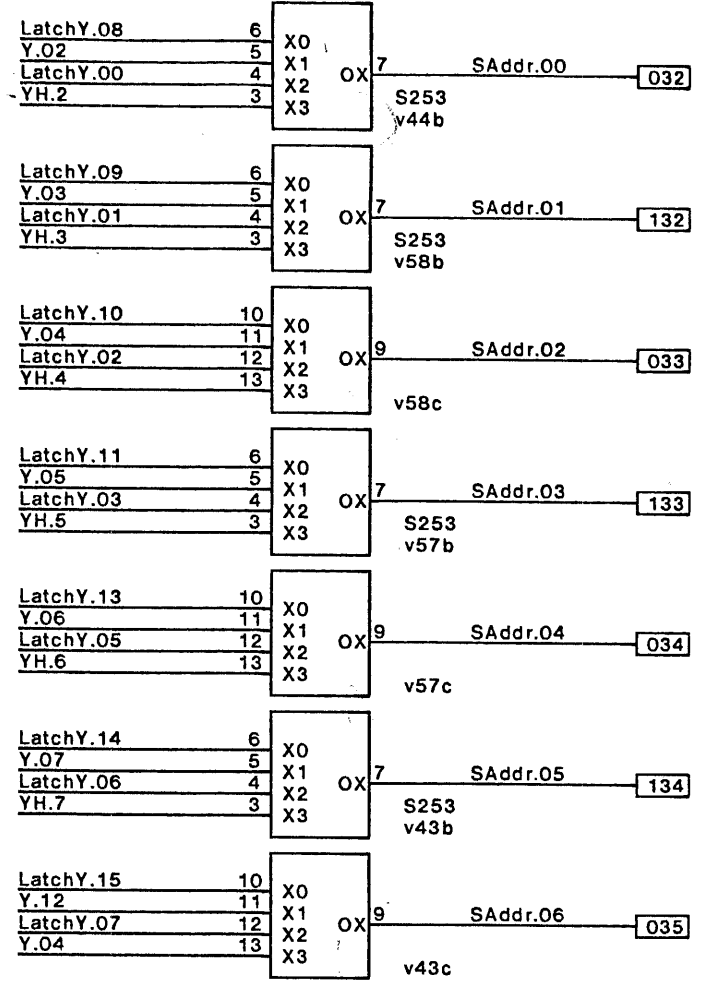 LatchY.08 6 X0
Y.02 5 X1
LatchY.00 4 X2
YH.2 3 X3
OX 7 SAddr.00 032
S253
v44b
LatchY.09 6 X0
Y.03 5 X1
LatchY.01 4 X2
YH.3 3 X3
OX 7 SAddr.01 132
S253
v58b
LatchY.10 10 X0
Y.04 11 X1
LatchY.02 12 X2
YH.4 13 X3
OX 9 SAddr.02 033
v58c
LatchY.11 6 X0
Y.05 5 X1
LatchY.03 4 X2
YH.5 3 X3
OX 7 SAddr.03 133
S253
v57b
LatchY.13 10 X0
Y.06 11 X1
LatchY.05 12 X2
YH.6 13 X3
OX 9 SAddr.04 034
v57c
LatchY.14 6 X0
Y.07 5 X1
LatchY.06 4 X2
YH.7 3 X3
OX 7 SAddr.05 134
S253
v43b
LatchY.15 10 X0
Y.12 11 X1
LatchY.07 12 X2
Y.04 13 X3
OX 9 SAddr.06 035
v43c